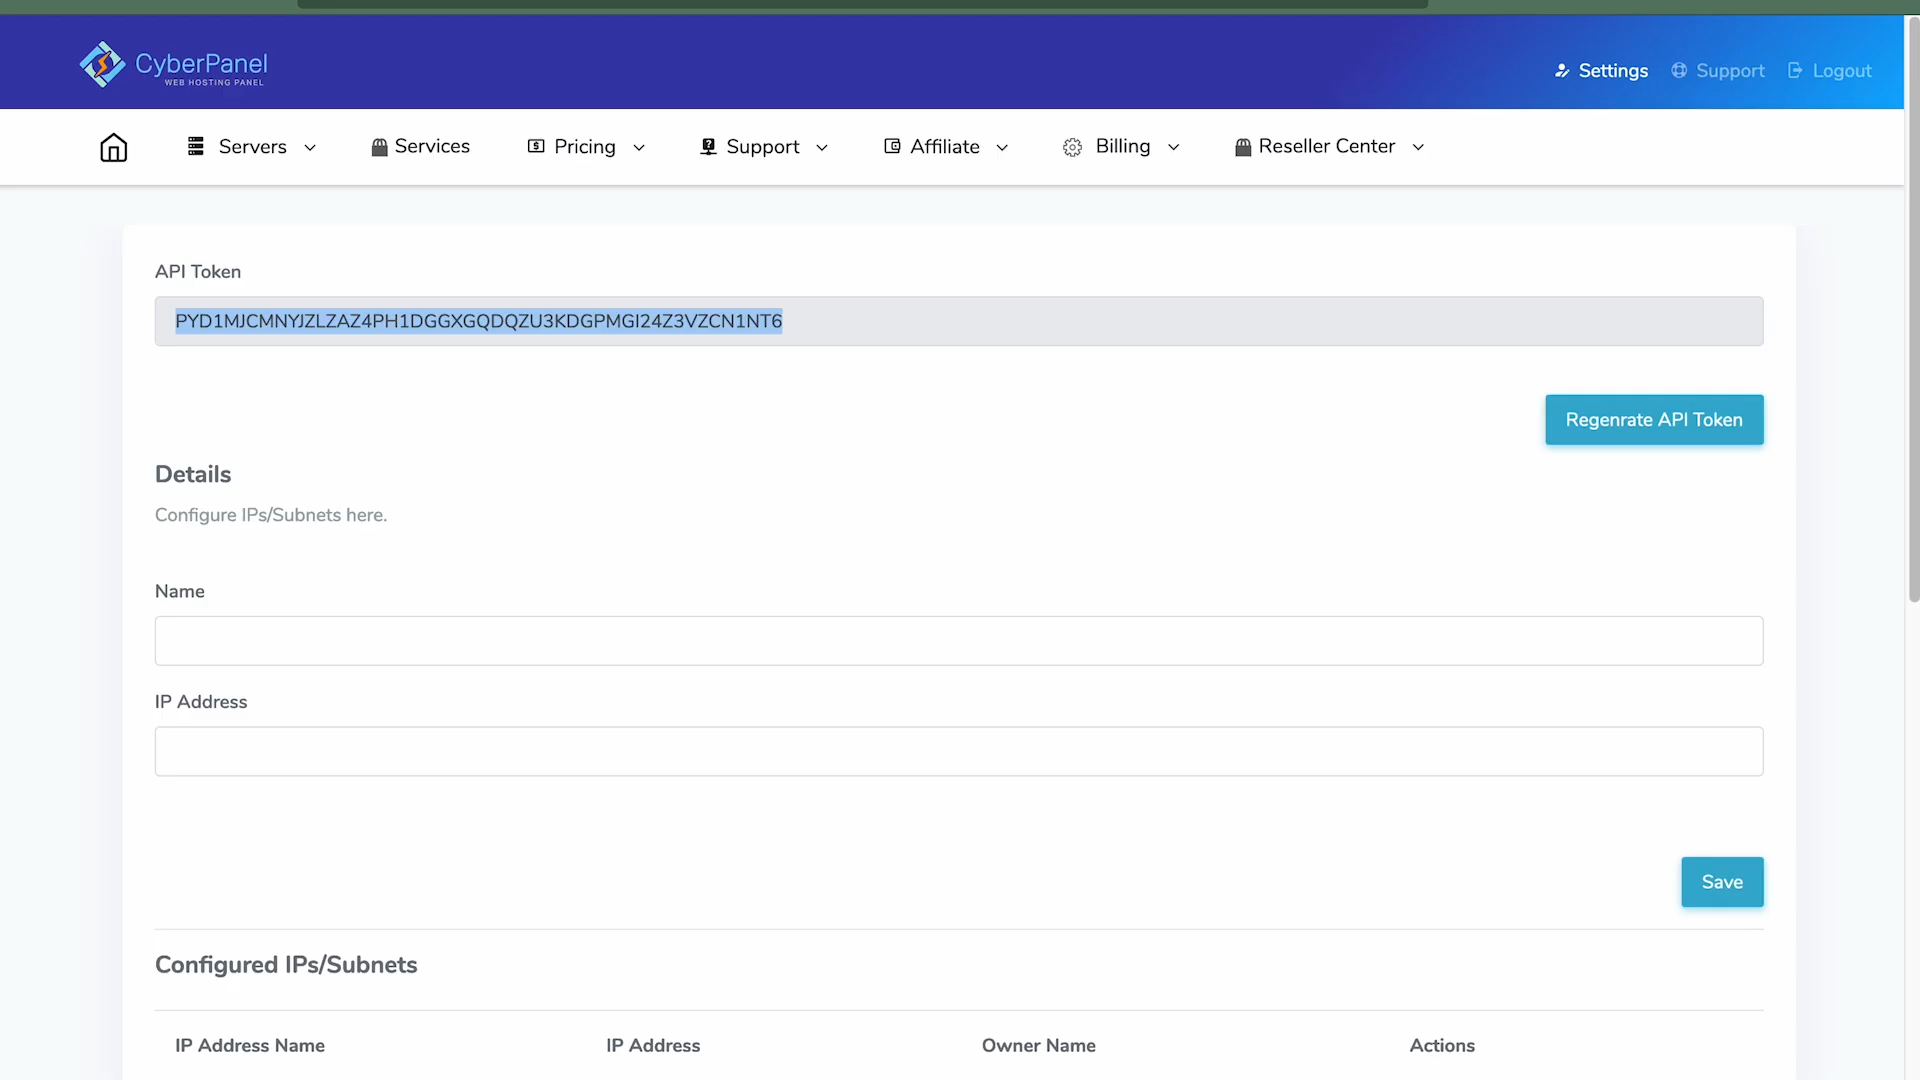 CyberPanel
WEB HOSTING PANEL
Settings
Support
Logout
Servers
Services
Pricing
Support
Affiliate
Billing
Reseller Center
API Token
PYD1MJCMNYJZLZAZ4PH1DGGXGQDQZU3KDGPMGI24Z3VZCN1NT6
Regenrate API Token
Details
Configure IPs/Subnets here.
Name
IP Address
Save
Configured IPs/Subnets
IP Address Name
IP Address
Owner Name
Actions